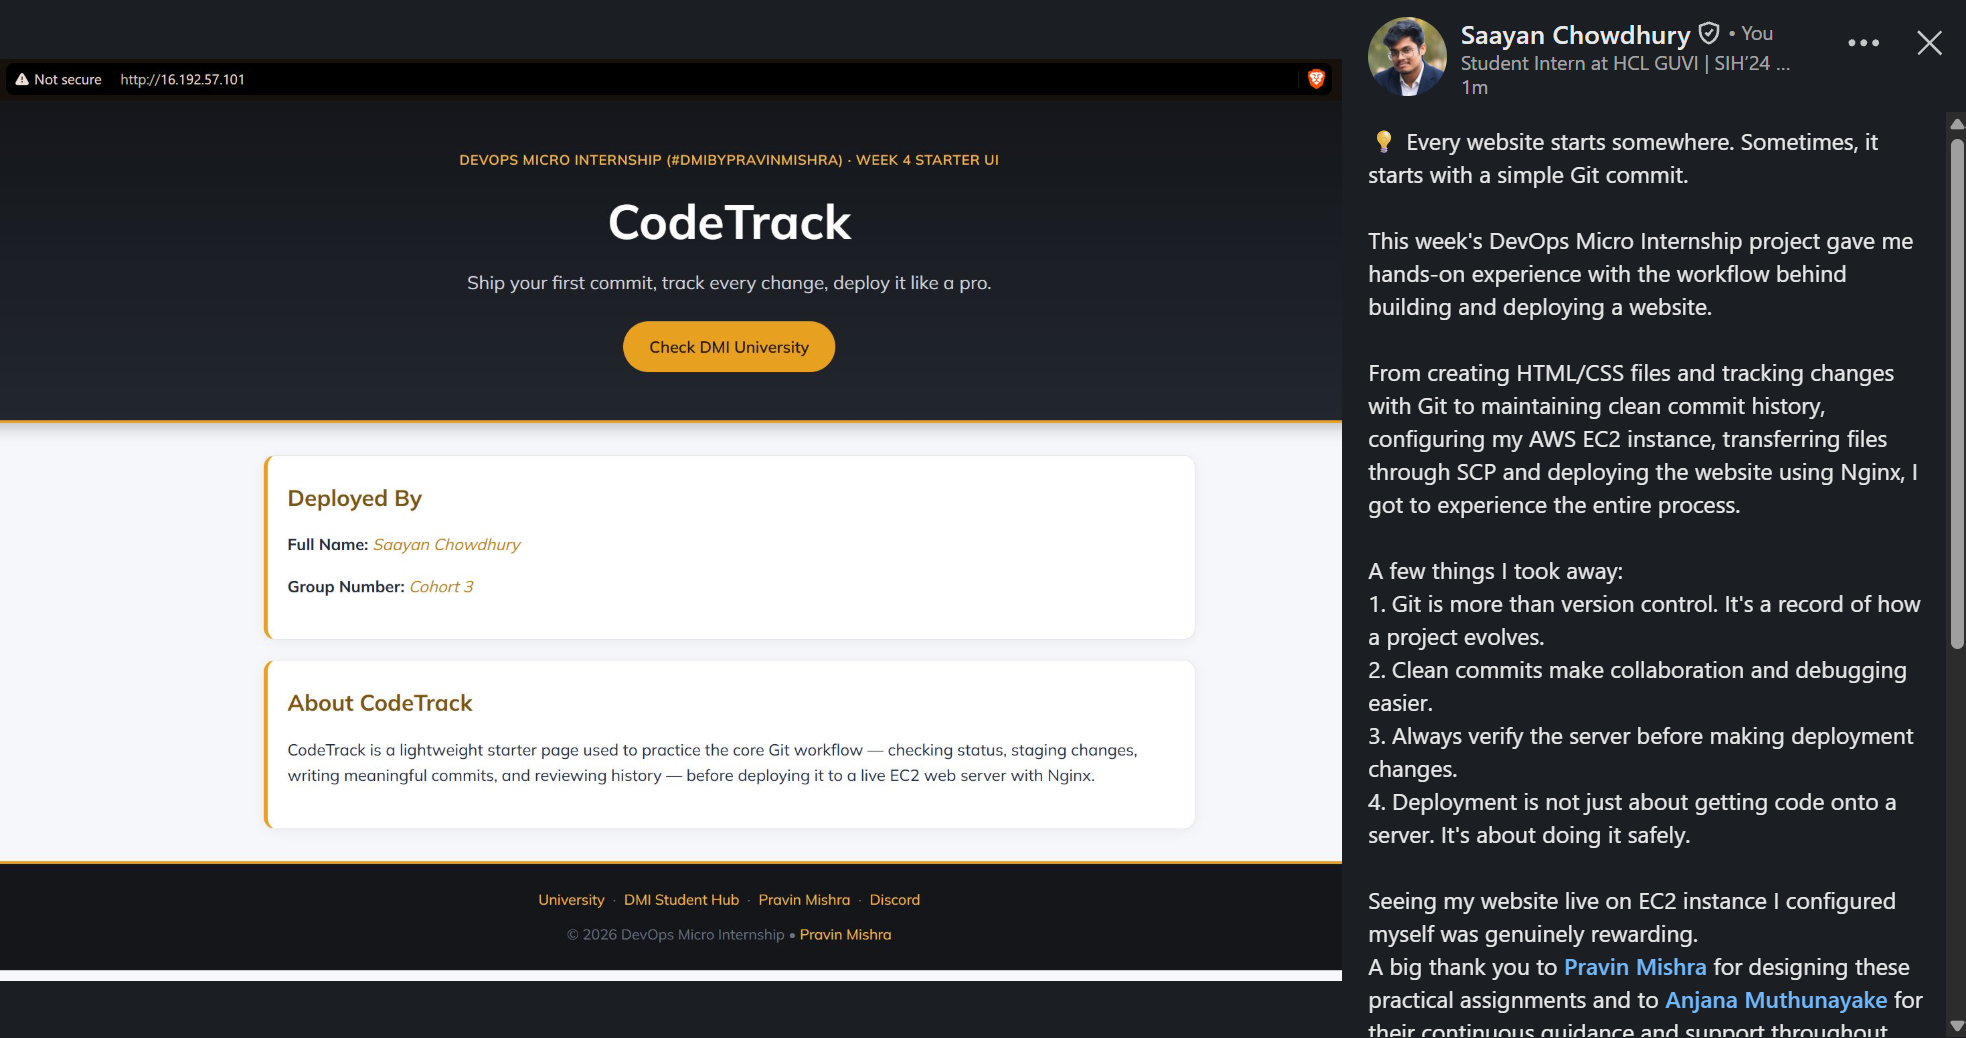 Not secure http://16.192.57.101
DEVOPS MICRO INTERNSHIP (#DMIBYPRAVINMISHRA) · WEEK 4 STARTER UI
CodeTrack
Ship your first commit, track every change, deploy it like a pro.
Check DMI University
Deployed By
Full Name: Saayan Chowdhury
Group Number: Cohort 3
About CodeTrack
CodeTrack is a lightweight starter page used to practice the core Git workflow — checking status, staging changes,
writing meaningful commits, and reviewing history — before deploying it to a live EC2 web server with Nginx.
University · DMI Student Hub · Pravin Mishra · Discord
© 2026 DevOps Micro Internship • Pravin Mishra
Saayan Chowdhury • You
Student Intern at HCL GUVI | SIH’24 ...
1m
💡 Every website starts somewhere. Sometimes, it
starts with a simple Git commit.
This week's DevOps Micro Internship project gave me
hands-on experience with the workflow behind
building and deploying a website.
From creating HTML/CSS files and tracking changes
with Git to maintaining clean commit history,
configuring my AWS EC2 instance, transferring files
through SCP and deploying the website using Nginx, I
got to experience the entire process.
A few things I took away:
1. Git is more than version control. It's a record of how
a project evolves.
2. Clean commits make collaboration and debugging
easier.
3. Always verify the server before making deployment
changes.
4. Deployment is not just about getting code onto a
server. It's about doing it safely.
Seeing my website live on EC2 instance I configured
myself was genuinely rewarding.
A big thank you to Pravin Mishra for designing these
practical assignments and to Anjana Muthunayake for
their continuous guidance and support throughout